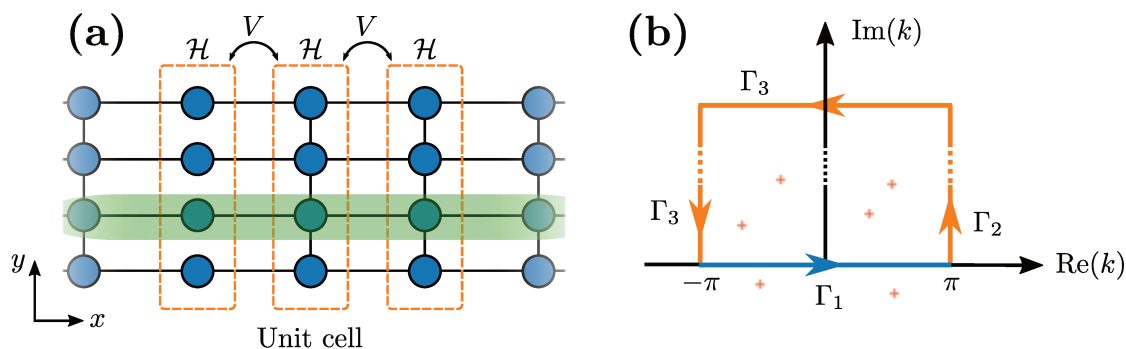 (a)
V V
ℋ ℋ ℋ
y
x
Unit cell
(b)
Im(k)
Γ₃
Γ₃
Γ₂
−π
Γ₁
π
Re(k)